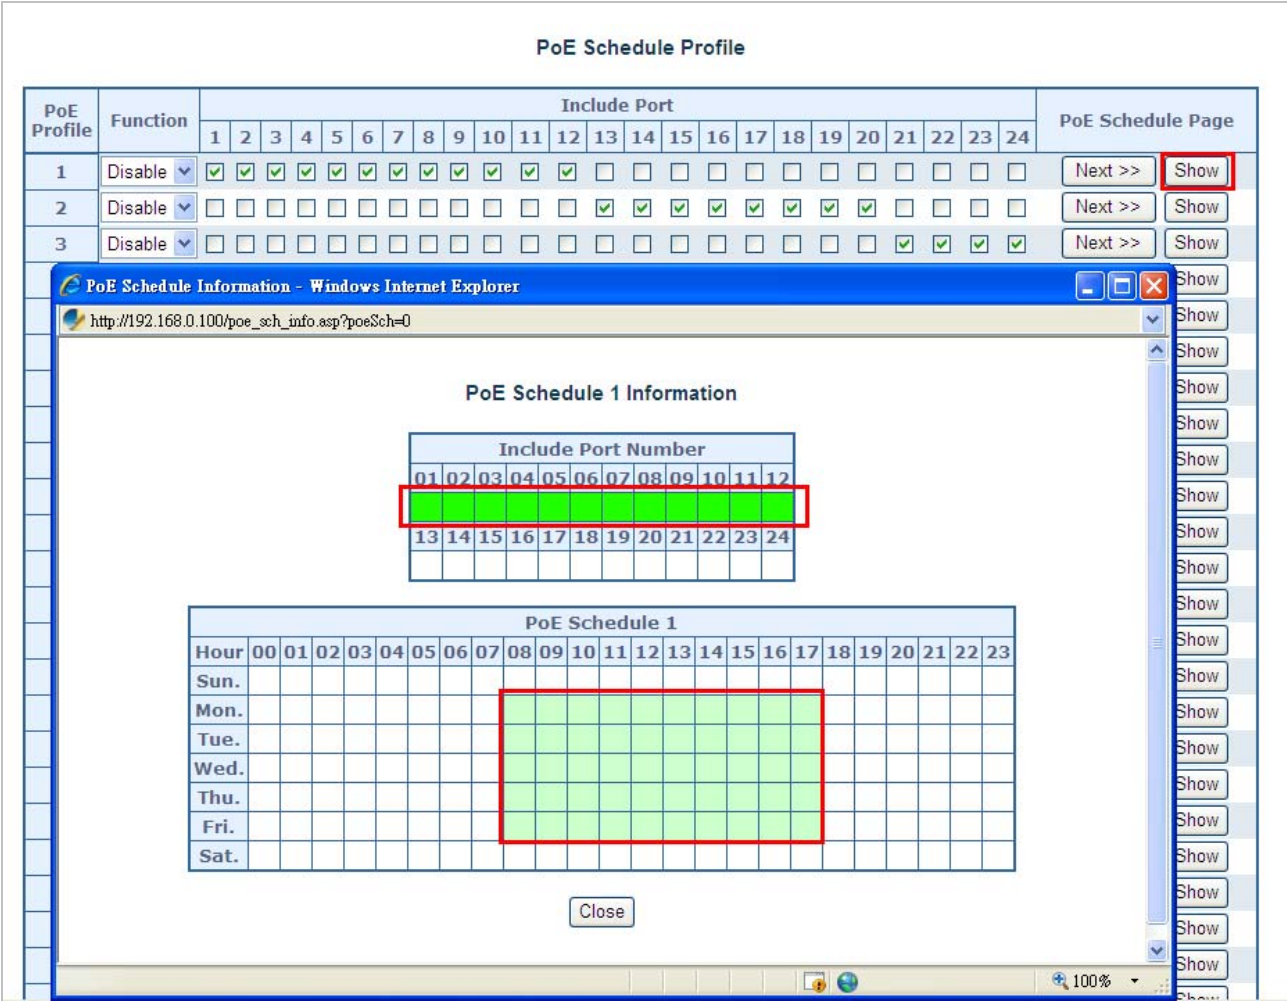 PoE Schedule Profile
PoE Profile Function Include Port PoE Schedule Page
1 2 3 4 5 6 7 8 9 10 11 12 13 14 15 16 17 18 19 20 21 22 23 24
1 Disable Next >> Show
2 Disable Next >> Show
3 Disable Next >> Show
PoE Schedule Information - Windows Internet Explorer
Show
http://192.168.0.100/poe_sch_info.asp?poeSch=0
Show
Show
PoE Schedule 1 Information
Show
Show
Include Port Number
Show
01 02 03 04 05 06 07 08 09 10 11 12
Show
13 14 15 16 17 18 19 20 21 22 23 24
Show
Show
Show
PoE Schedule 1
Show
Hour 00 01 02 03 04 05 06 07 08 09 10 11 12 13 14 15 16 17 18 19 20 21 22 23
Sun.
Show
Mon.
Show
Tue.
Show
Wed.
Show
Thu.
Fri.
Show
Sat.
Show
Show
Close
Show
Show
100%
Show